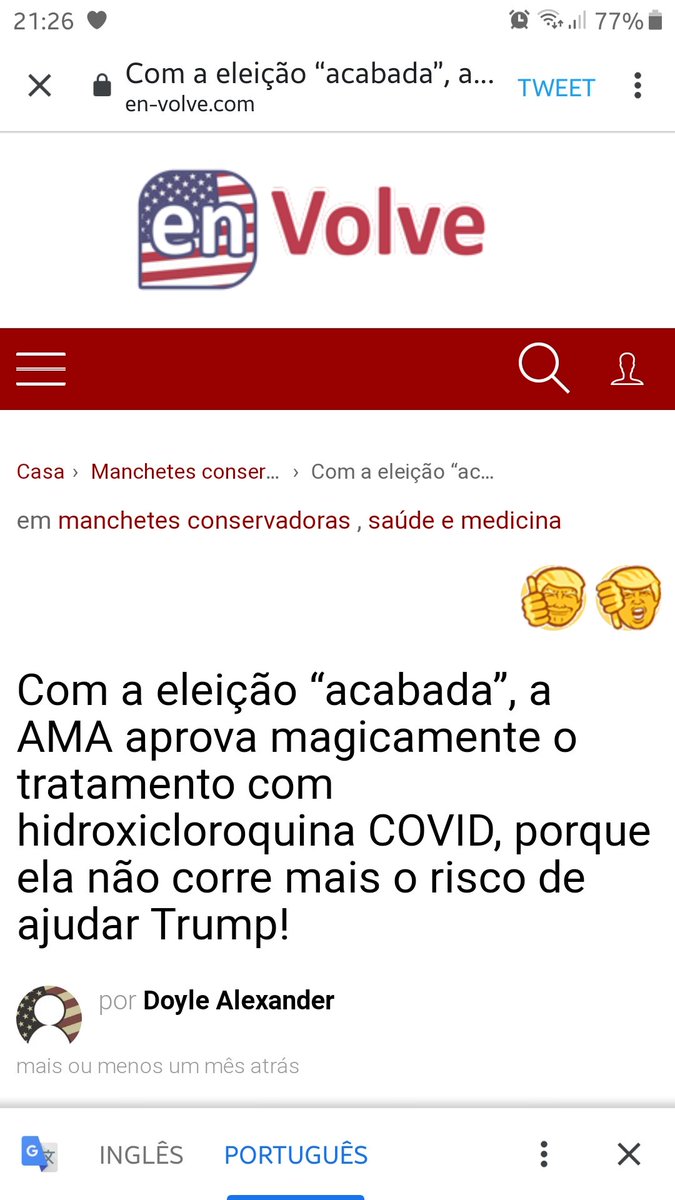 21:26
77%
Com a eleição “acabada”, a...
en-volve.com
TWEET
en Volve
Casa › Manchetes conser... › Com a eleição “ac...
em manchetes conservadoras , saúde e medicina
Com a eleição “acabada”, a
AMA aprova magicamente o
tratamento com
hidroxicloroquina COVID, porque
ela não corre mais o risco de
ajudar Trump!
por Doyle Alexander
mais ou menos um mês atrás
G 文
INGLÊS
PORTUGUÊS